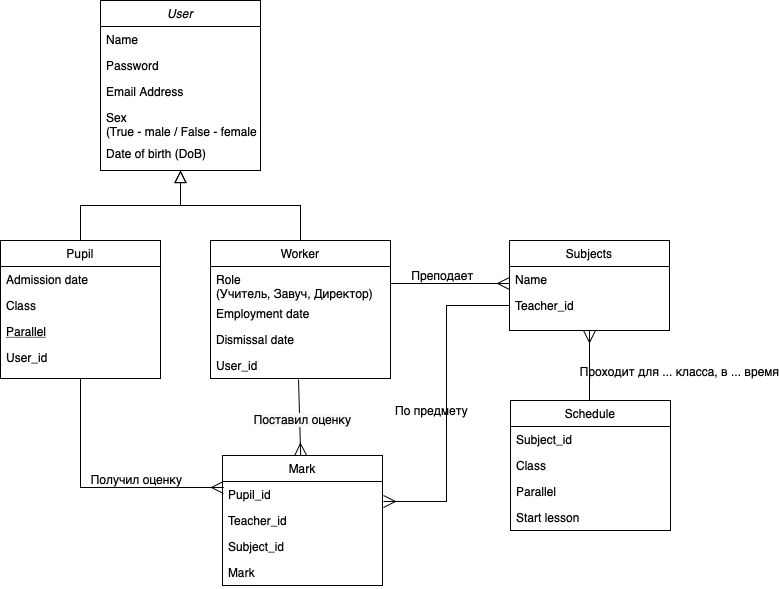 User
Name
Password
Email Address
Sex
(True - male / False - female
Date of birth (DoB)
Pupil
Admission date
Class
Parallel
User_id
Worker
Role
(Учитель, Завуч, Директор)
Employment date
Dismissal date
User_id
Преподает
Subjects
Name
Teacher_id
Проходит для ... класса, в ... время
По предмету
Поставил оценку
Schedule
Subject_id
Class
Parallel
Start lesson
Получил оценку
Mark
Pupil_id
Teacher_id
Subject_id
Mark